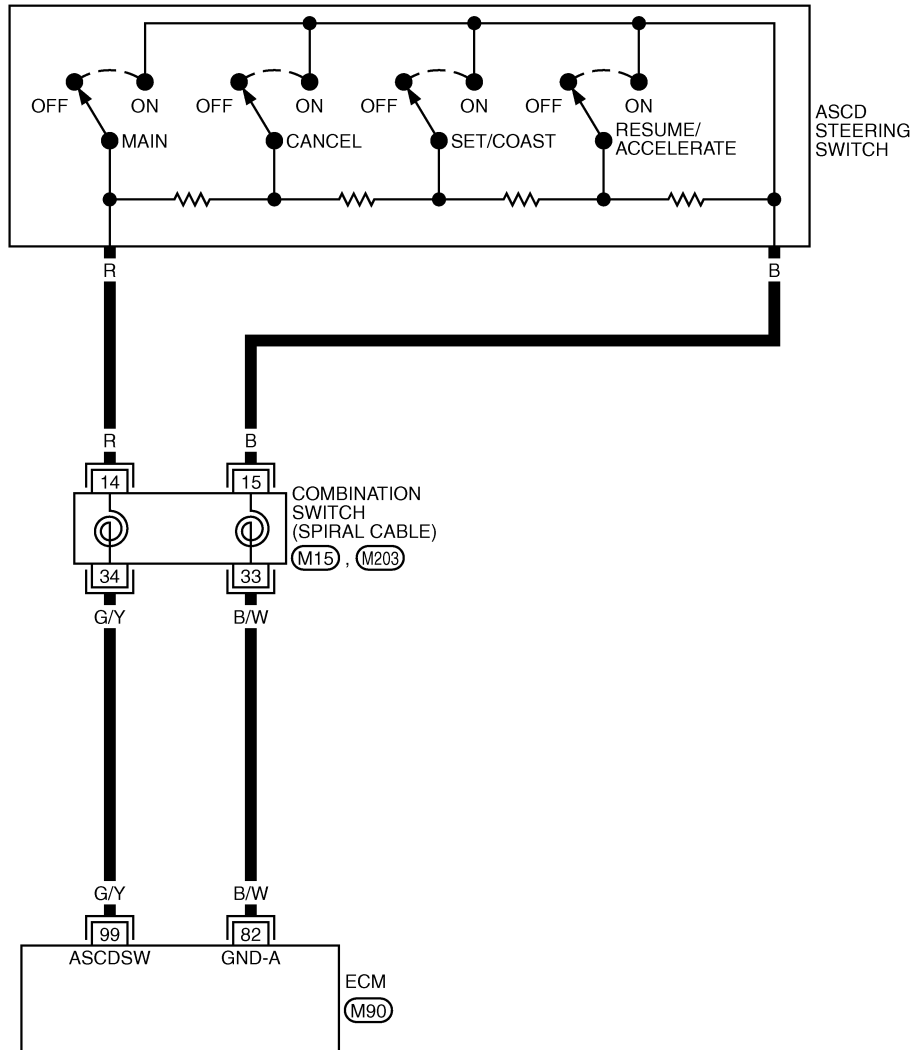 OFF ON OFF ON OFF ON OFF ON
MAIN CANCEL SET/COAST RESUME/
ACCELERATE
ASCD
STEERING
SWITCH
R B
R B
14 15
COMBINATION
SWITCH
(SPIRAL CABLE)
M15 , M203
34 33
G/Y B/W
G/Y B/W
99 82
ASCDSW GND-A
ECM
M90